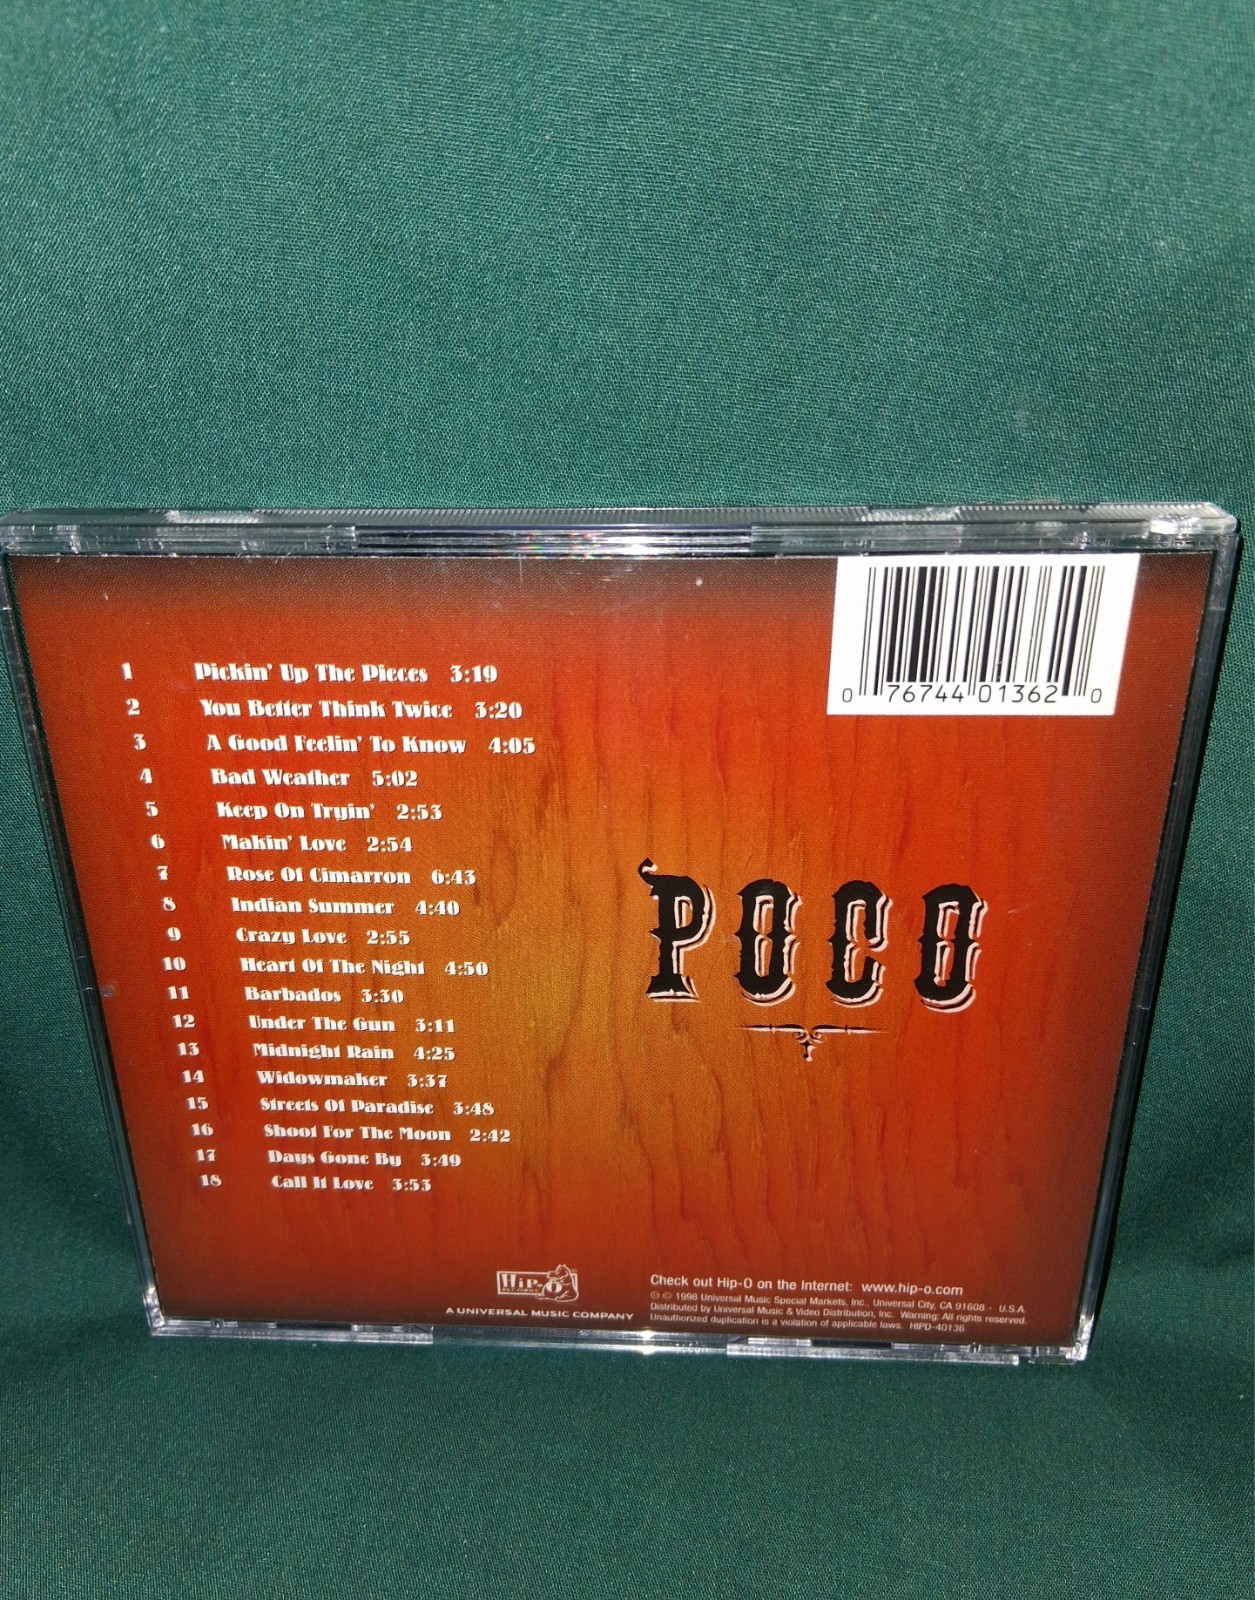 0 76744 01362 0
1 Pickin' Up The Pieces 3:19
2 You Better Think Twice 3:20
3 A Good Feelin' To Know 4:05
4 Bad Weather 5:02
5 Keep On Tryin' 2:53
6 Makin' Love 2:54
7 Rose Of Cimarron 6:43
8 Indian Summer 4:40
9 Crazy Love 2:55
10 Heart Of The Night 4:50
11 Barbados 3:30
12 Under The Gun 3:11
13 Midnight Rain 4:25
14 Widowmaker 3:37
15 Streets Of Paradise 3:48
16 Shoot For The Moon 2:42
17 Days Gone By 3:49
18 Call It Love 3:53
POCO
HiP-O
RECORDS
A UNIVERSAL MUSIC COMPANY
Check out Hip-O on the Internet: www.hip-o.com
℗ © 1998 Universal Music Special Markets, Inc., Universal City, CA 91608 - U.S.A.
Distributed by Universal Music & Video Distribution, Inc. Warning: All rights reserved.
Unauthorized duplication is a violation of applicable laws. HIPD-40136